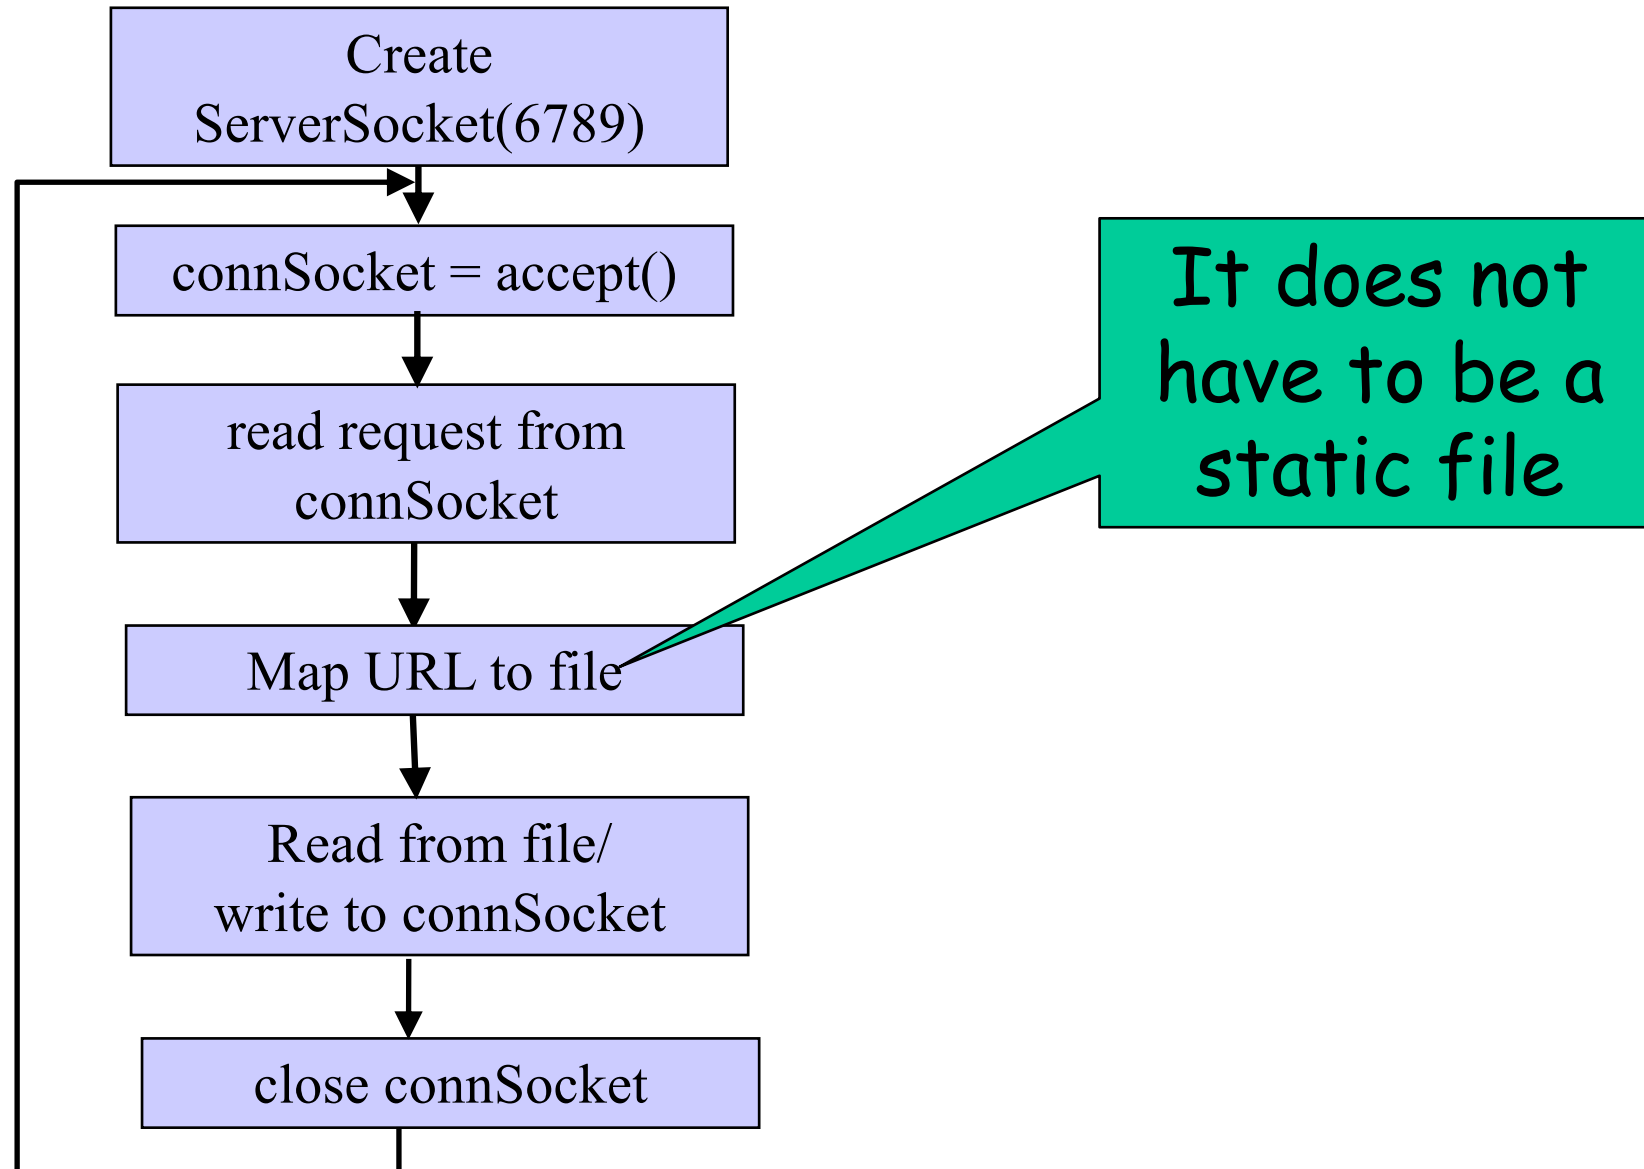 Create
ServerSocket(6789)
connSocket = accept()
read request from
connSocket
Map URL to file
Read from file/
write to connSocket
close connSocket
It does not
have to be a
static file